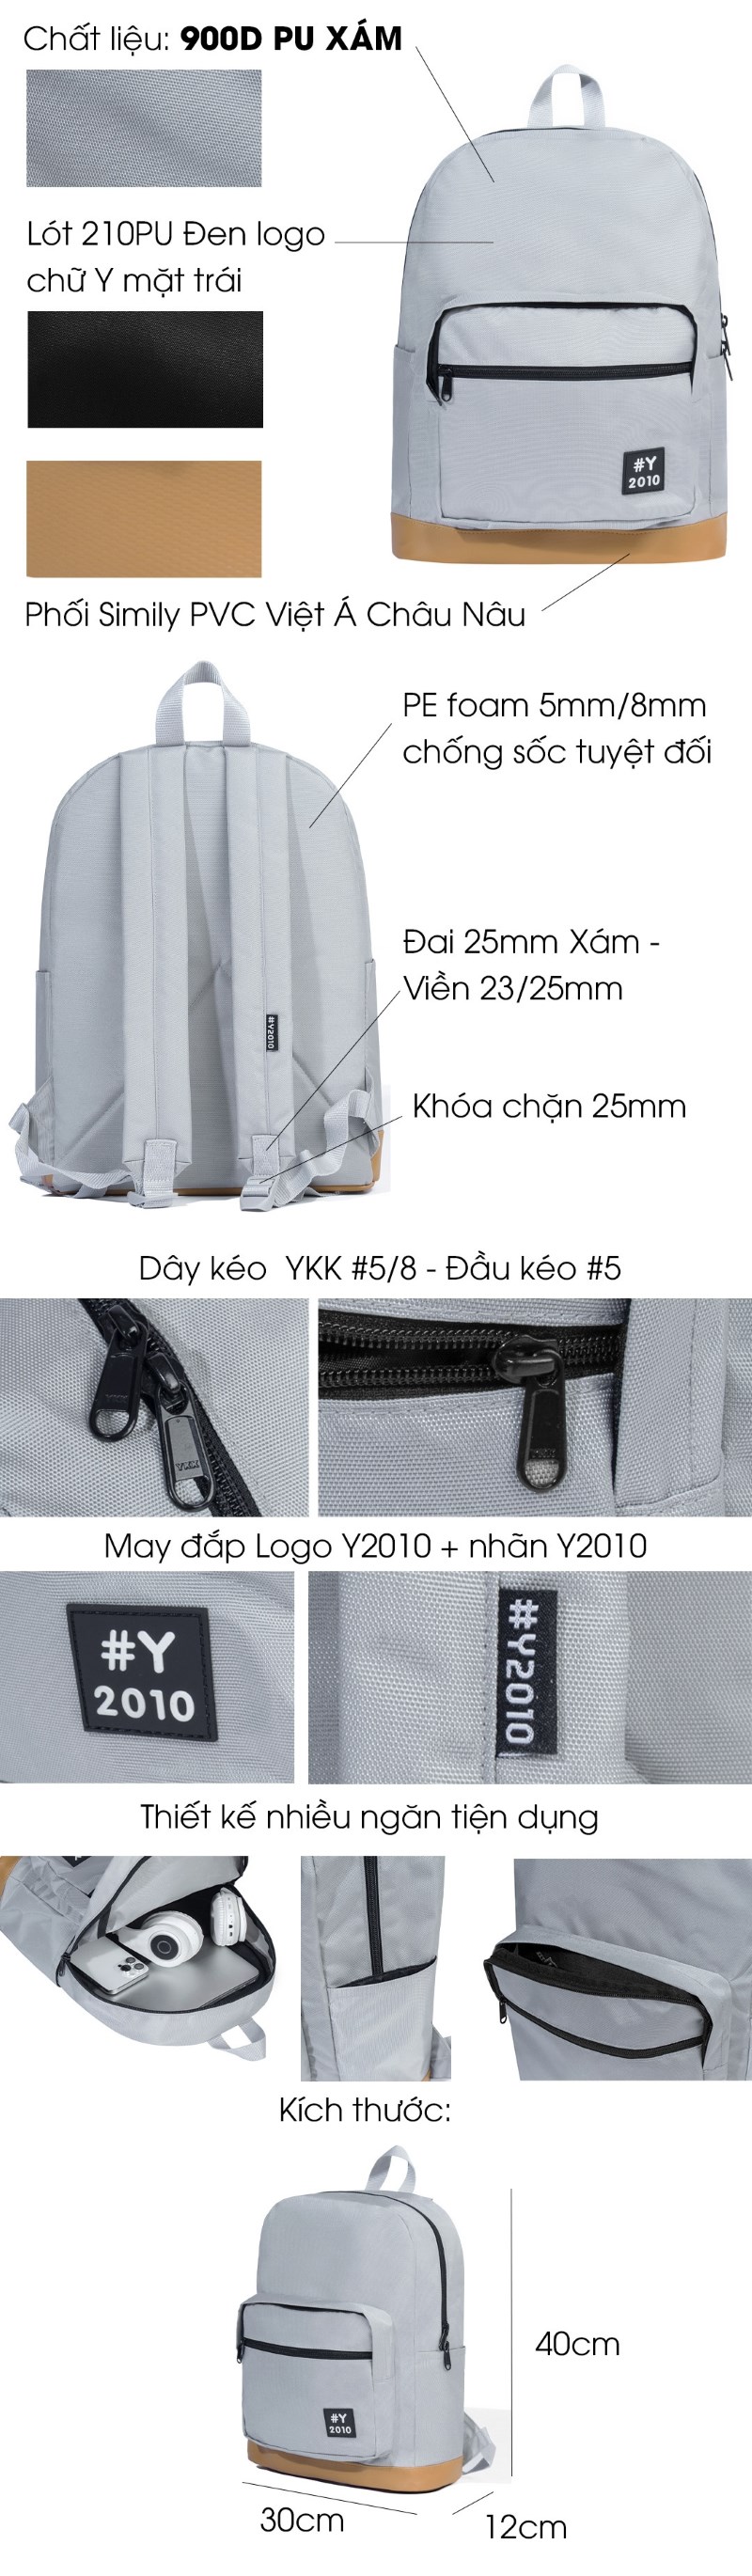 Chất liệu: 900D PU XÁM
Lót 210PU Đen logo
chữ Y mặt trái
#Y
2010
Phối Simily PVC Việt Á Châu Nâu
PE foam 5mm/8mm
chống sốc tuyệt đối
Đai 25mm Xám -
Viền 23/25mm
#Y2010
Khóa chặn 25mm
Dây kéo YKK #5/8 - Đầu kéo #5
YKK
YKK
YKK
May đắp Logo Y2010 + nhãn Y2010
#Y
2010
#Y2010
Thiết kế nhiều ngăn tiện dụng
Kích thước:
40cm
#Y
2010
30cm
12cm